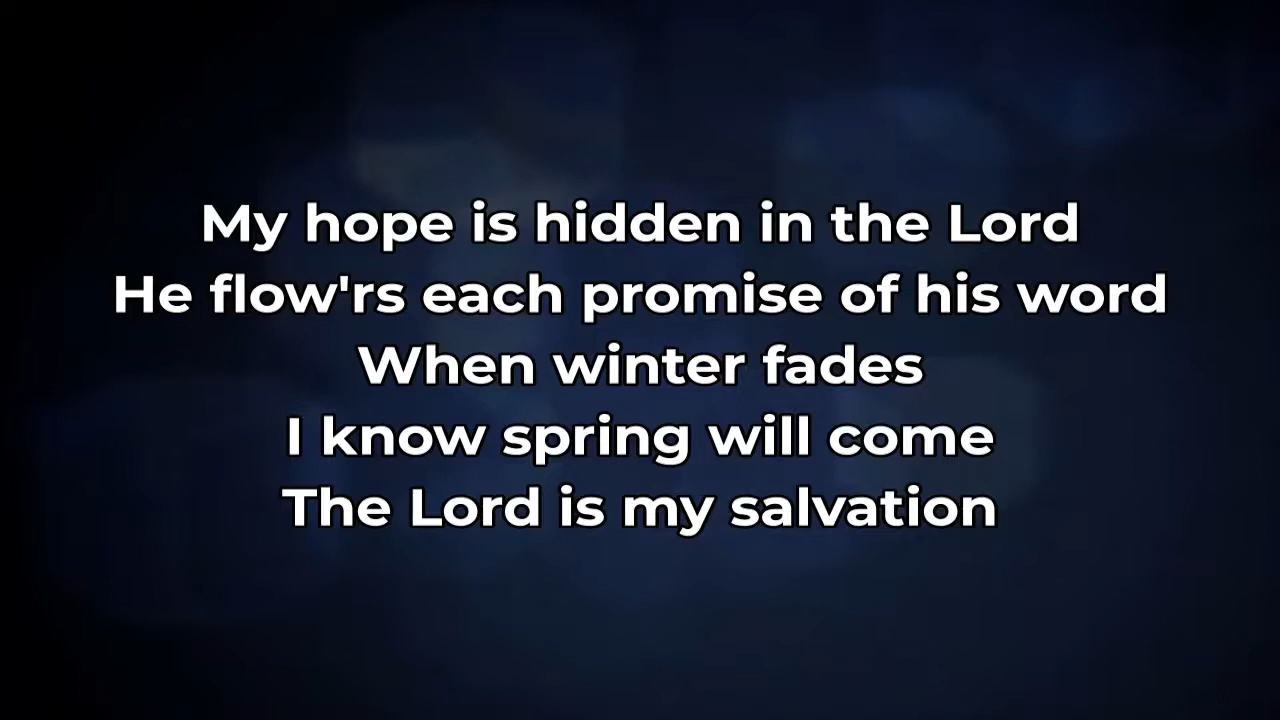 My hope is hidden in the Lord
He flow'rs each promise of his word
When winter fades
I know spring will come
The Lord is my salvation